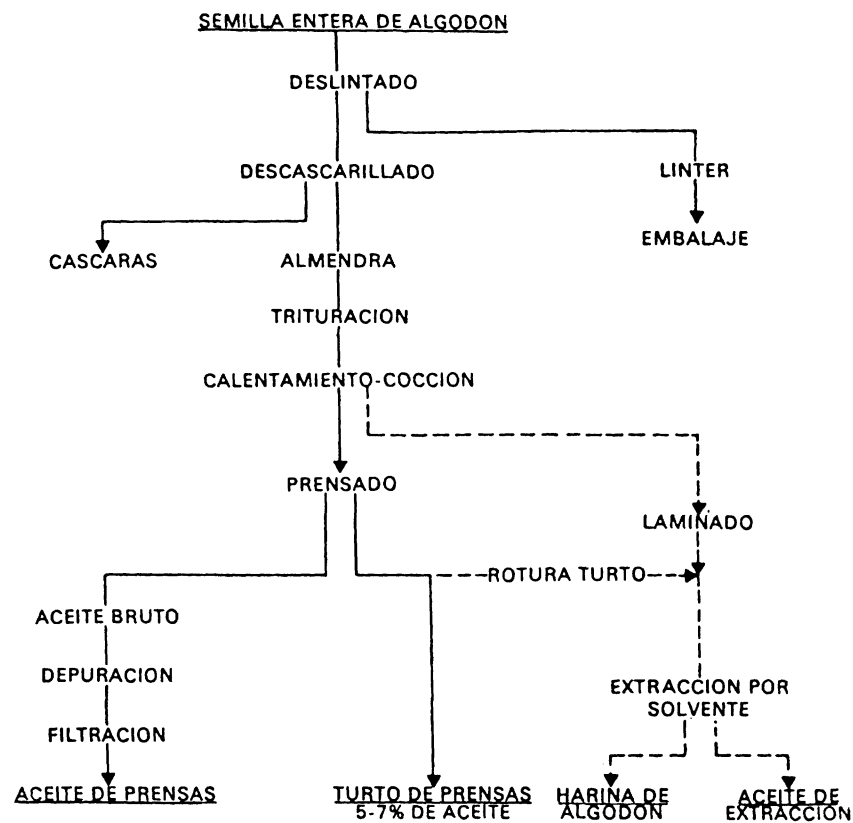 SEMILLA ENTERA DE ALGODON
DESLINTADO
DESCASCARILLADO
LINTER
EMBALAJE
CASCARAS
ALMENDRA
TRITURACION
CALENTAMIENTO-COCCION
PRENSADO
LAMINADO
ROTURA TURTO
ACEITE BRUTO
DEPURACION
EXTRACCION POR
SOLVENTE
FILTRACION
ACEITE DE PRENSAS
TURTO DE PRENSAS
5-7% DE ACEITE
HARINA DE
ALGODON
ACEITE DE
EXTRACCION